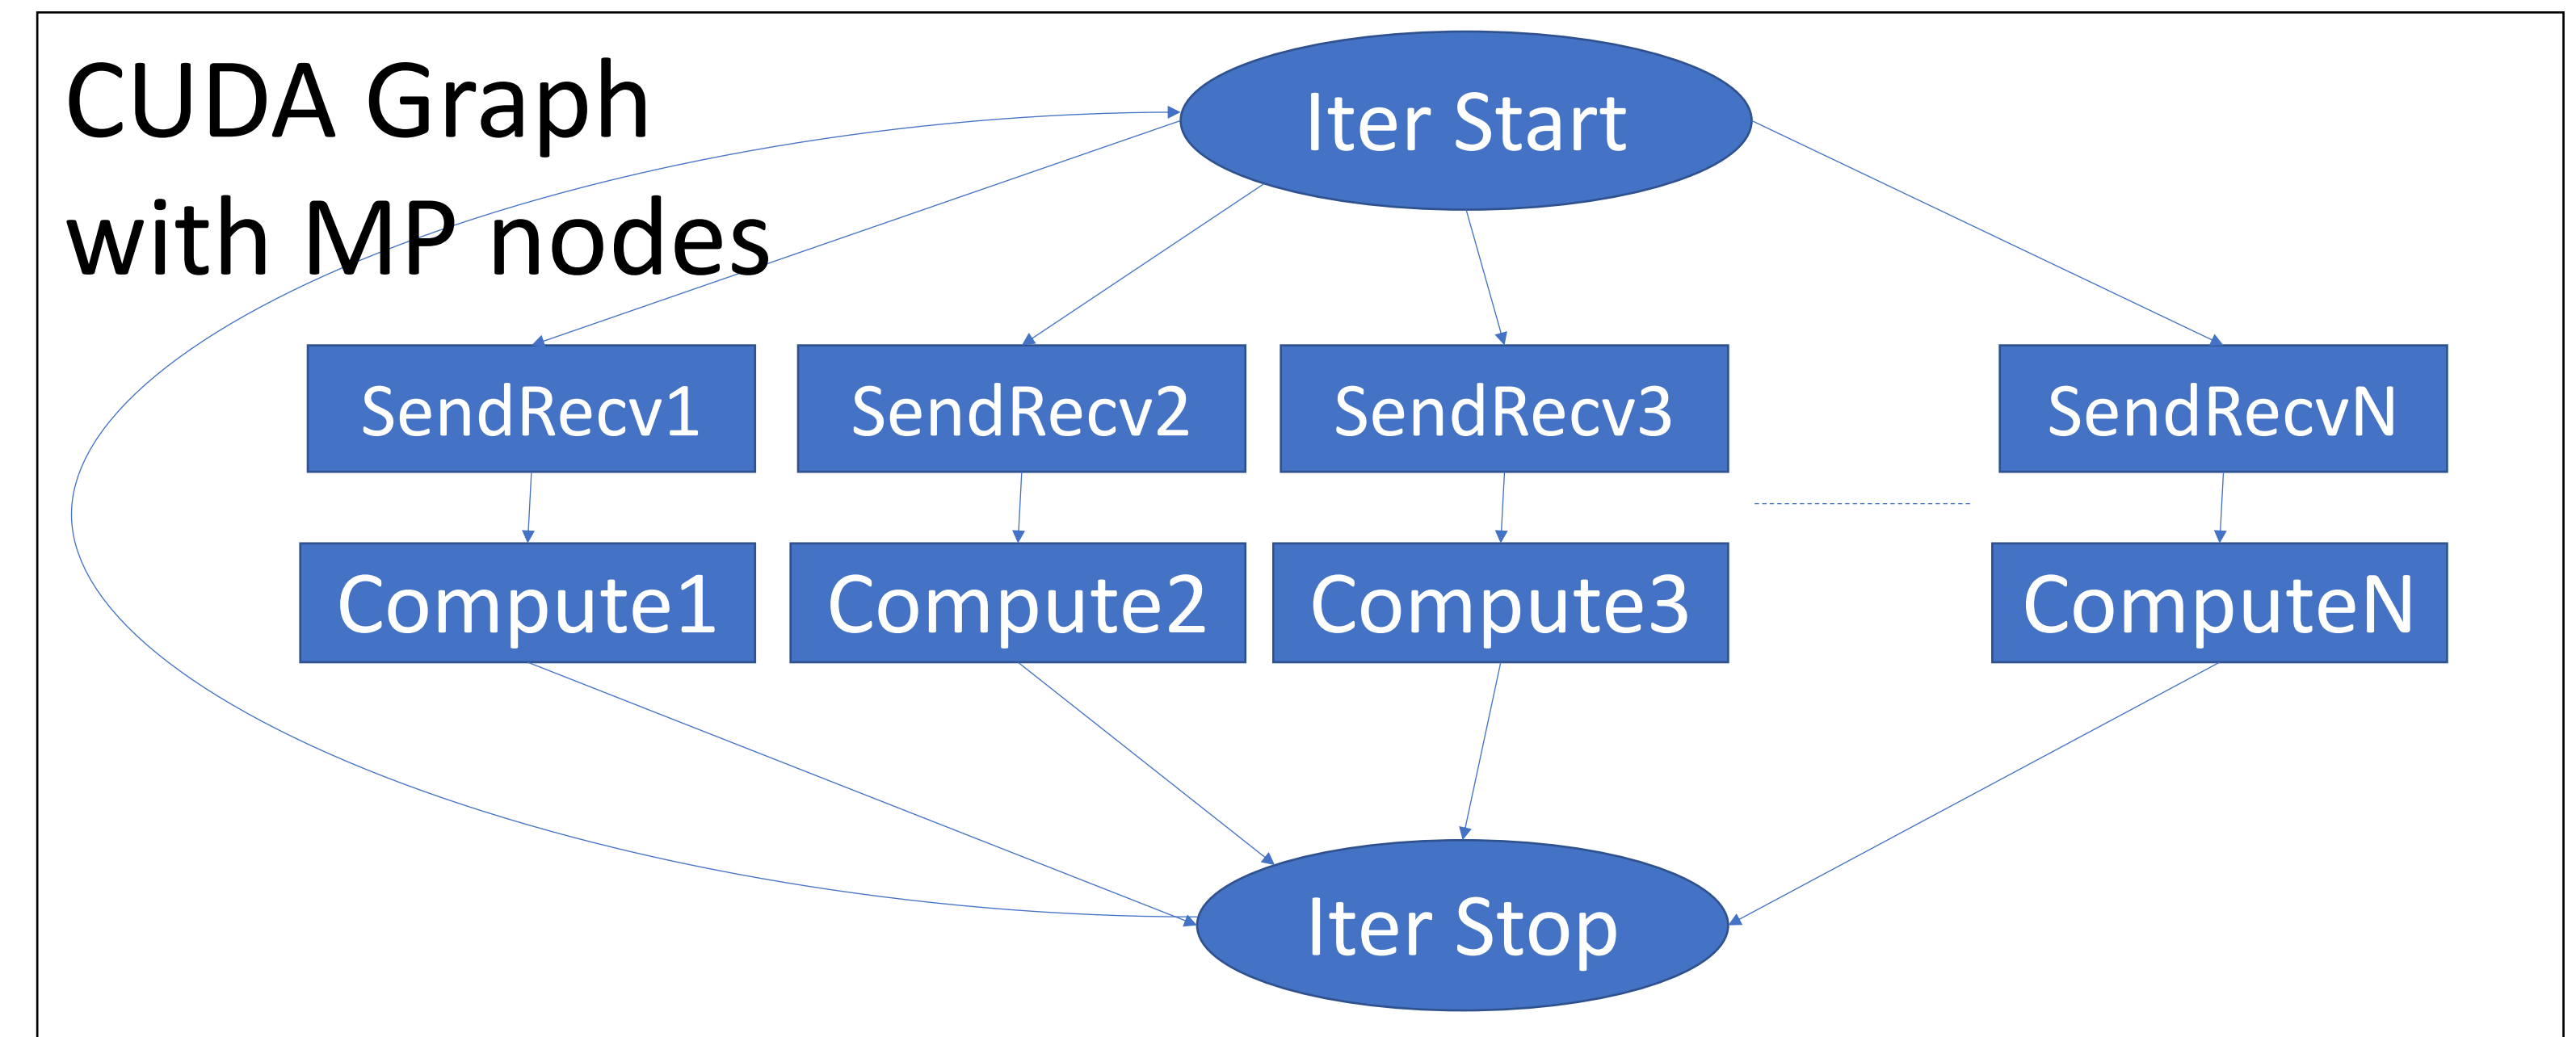 CUDA Graph
with MP nodes
Iter Start
SendRecv1
SendRecv2
SendRecv3
SendRecvN
Compute1
Compute2
Compute3
ComputeN
Iter Stop